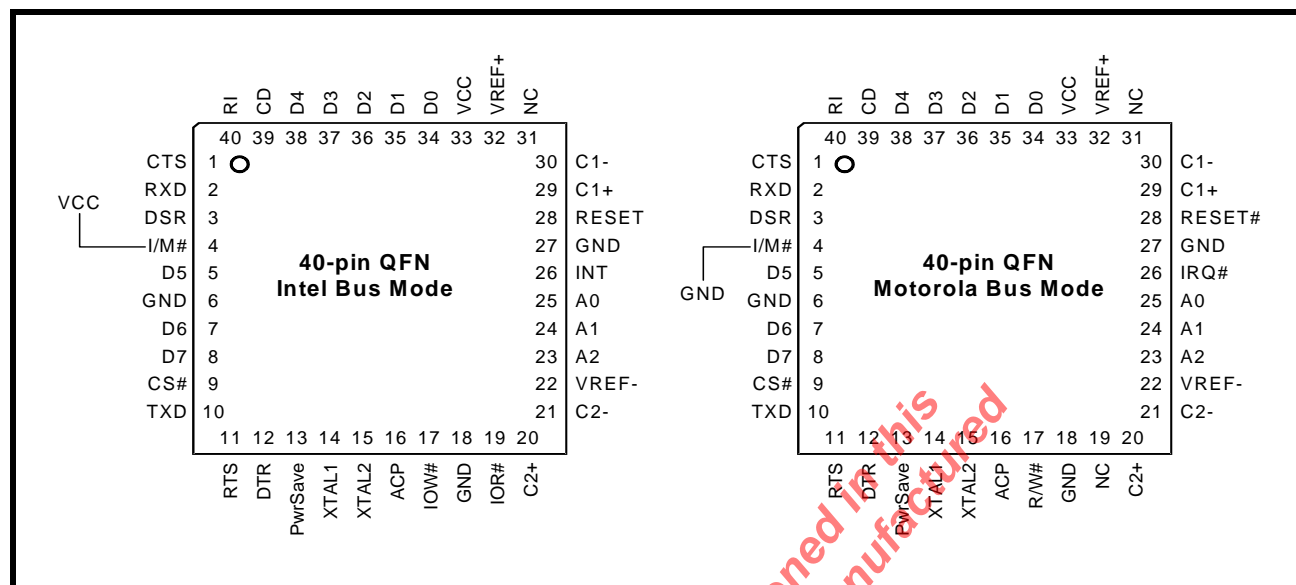 RI CD D4 D3 D2 D1 D0 VCC VREF+ NC
40 39 38 37 36 35 34 33 32 31
CTS 1 30 C1-
RXD 2 29 C1+
VCC
DSR 3 28 RESET
I/M# 4 27 GND
D5 5 26 INT
GND 6 25 A0
D6 7 24 A1
D7 8 23 A2
CS# 9 22 VREF-
TXD 10 21 C2-
40-pin QFN
Intel Bus Mode
11 12 13 14 15 16 17 18 19 20
RTS DTR PwrSave XTAL1 XTAL2 ACP IOW# GND IOR# C2+
RI CD D4 D3 D2 D1 D0 VCC VREF+ NC
40 39 38 37 36 35 34 33 32 31
CTS 1 30 C1-
RXD 2 29 C1+
DSR 3 28 RESET#
I/M# 4 27 GND
D5 5 26 IRQ#
GND
GND 6 25 A0
D6 7 24 A1
D7 8 23 A2
CS# 9 22 VREF-
TXD 10 21 C2-
40-pin QFN
Motorola Bus Mode
11 12 13 14 15 16 17 18 19 20
RTS DTR PwrSave XTAL1 XTAL2 ACP R/W# GND NC C2+
in this